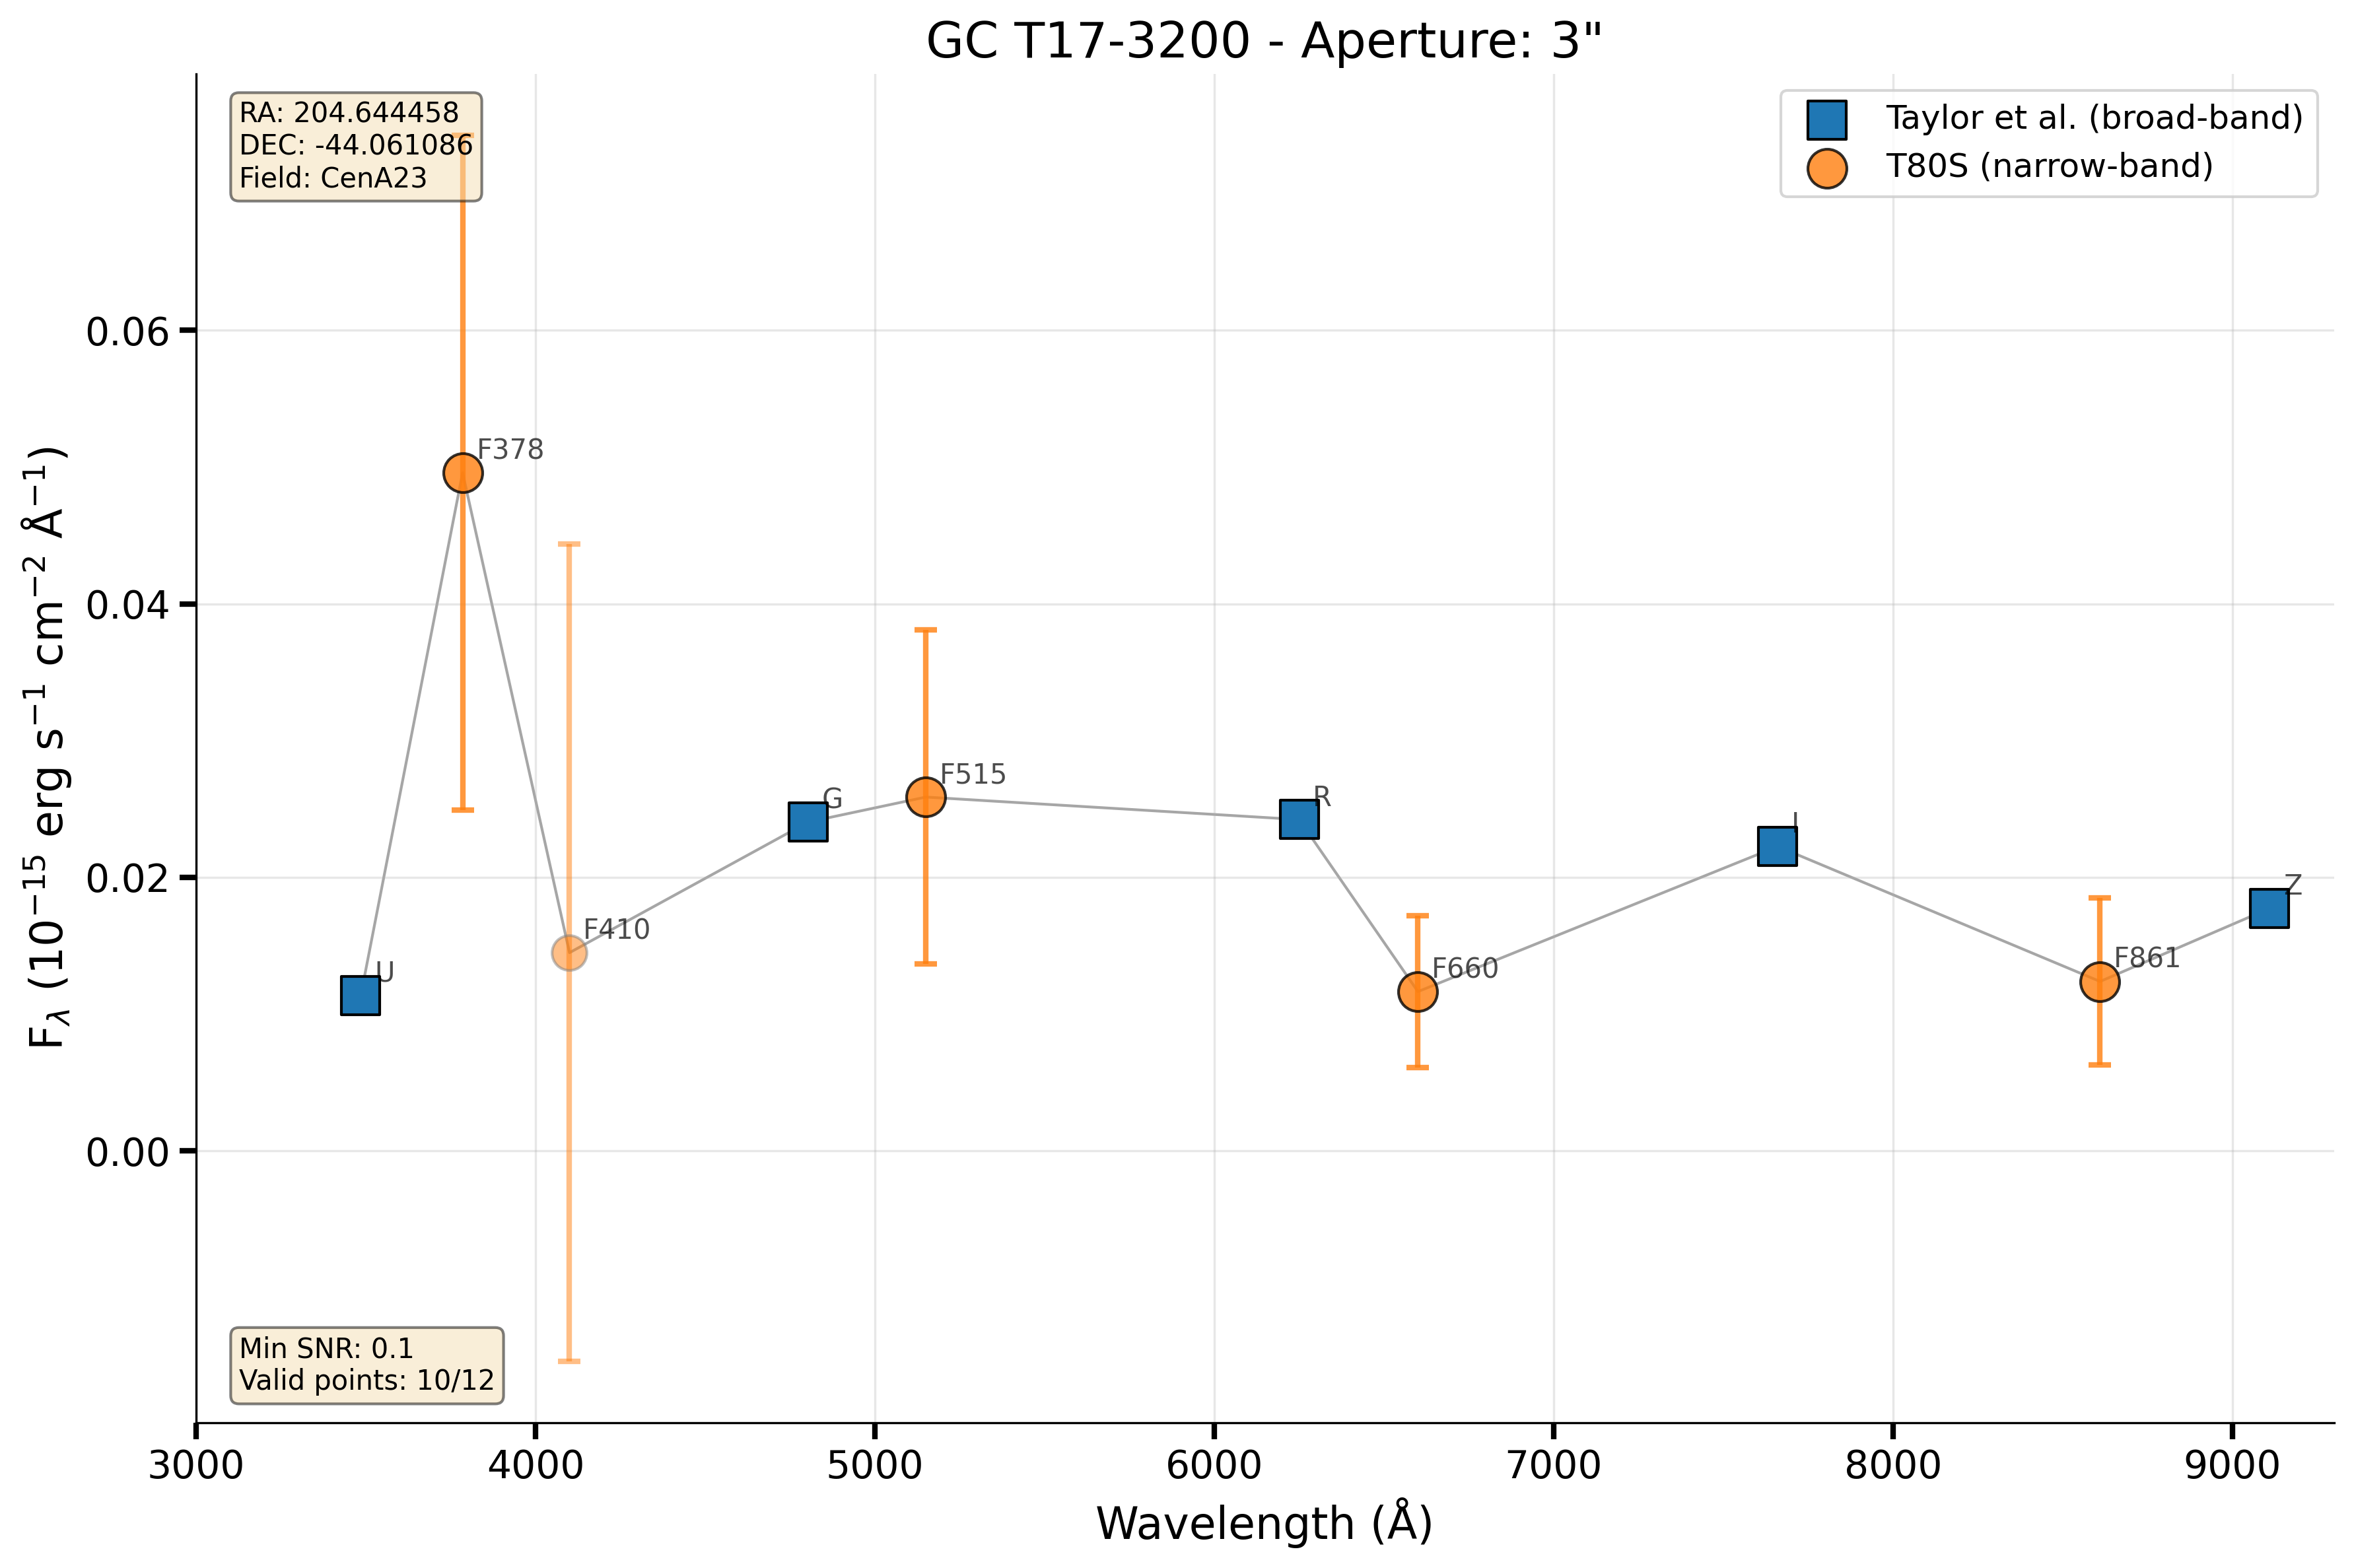 GC T17-3200 - Aperture: 3"
RA: 204.644458
DEC: -44.061086
Field: CenA23
Taylor et al. (broad-band)
T80S (narrow-band)
F378
F410
F515
F660
F861
U
G
R
I
Z
Min SNR: 0.1
Valid points: 10/12
0.06
0.04
0.02
0.00
3000 4000 5000 6000 7000 8000 9000
Wavelength (Å)
Fλ (10⁻¹⁵ erg s⁻¹ cm⁻² Å⁻¹)